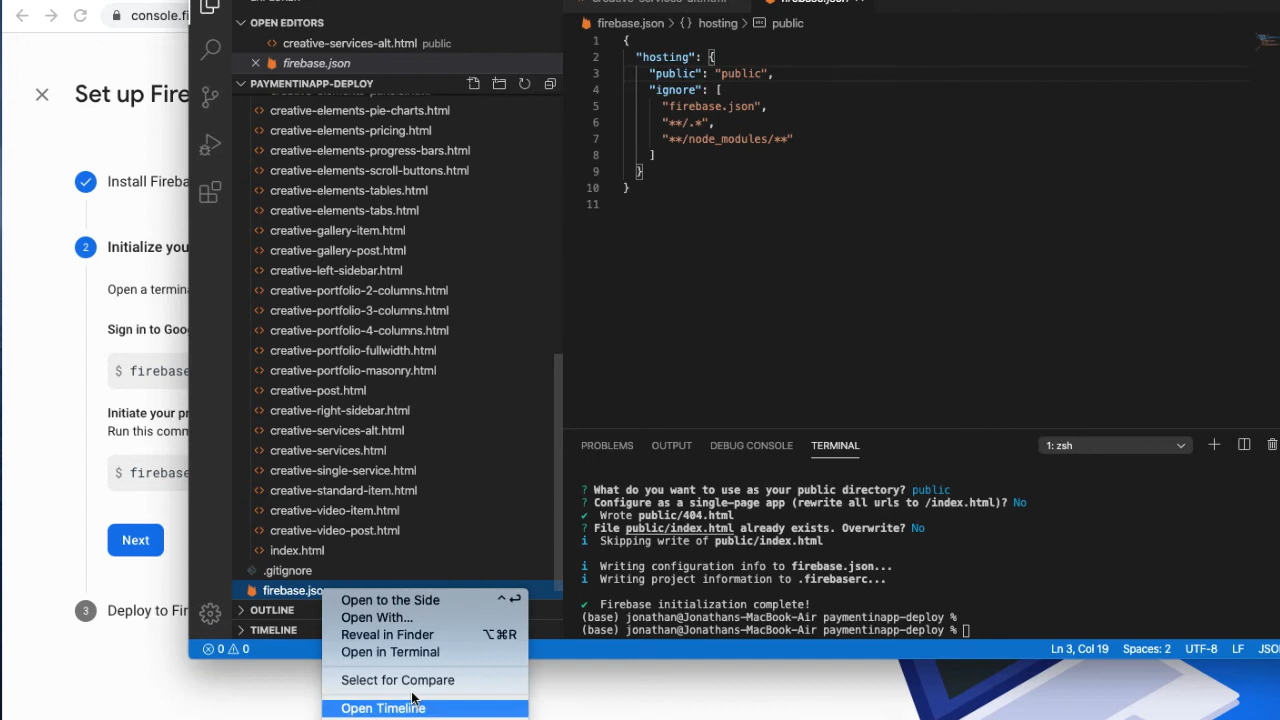 console.fi
Set up Fire
Install Fireba
2
Initialize you
Open a termina
Sign in to Goo
$ firebase
Initiate your pr
Run this comm
$ firebase
Next
3
Deploy to Fir
OPEN EDITORS
creative-services-alt.html public
firebase.json
PAYMENTINAPP-DEPLOY
creative-elements-pie-charts.html
creative-elements-pricing.html
creative-elements-progress-bars.html
creative-elements-scroll-buttons.html
creative-elements-tables.html
creative-elements-tabs.html
creative-gallery-item.html
creative-gallery-post.html
creative-left-sidebar.html
creative-portfolio-2-columns.html
creative-portfolio-3-columns.html
creative-portfolio-4-columns.html
creative-portfolio-fullwidth.html
creative-portfolio-masonry.html
creative-post.html
creative-right-sidebar.html
creative-services-alt.html
creative-services.html
creative-single-service.html
creative-standard-item.html
creative-video-item.html
creative-video-post.html
index.html
.gitignore
firebase.jso
OUTLINE
TIMELINE
0 0
Open to the Side ^↩
Open With...
Reveal in Finder ⌥⌘R
Open in Terminal
Select for Compare
Open Timeline
firebase.json > {} hosting > public
1 {
2 "hosting": {
3 "public": "public",
4 "ignore": [
5 "firebase.json",
6 "**/.*",
7 "**/node_modules/**"
8 ]
9 }
10 }
11
PROBLEMS OUTPUT DEBUG CONSOLE TERMINAL 1: zsh
? What do you want to use as your public directory? public
? Configure as a single-page app (rewrite all urls to /index.html)? No
✔ Wrote public/404.html
? File public/index.html already exists. Overwrite? No
i Skipping write of public/index.html
i Writing configuration info to firebase.json...
i Writing project information to .firebaserc...
✔ Firebase initialization complete!
(base) jonathan@Jonathans-MacBook-Air paymentinapp-deploy %
(base) jonathan@Jonathans-MacBook-Air paymentinapp-deploy %
Ln 3, Col 19 Spaces: 2 UTF-8 LF JSO